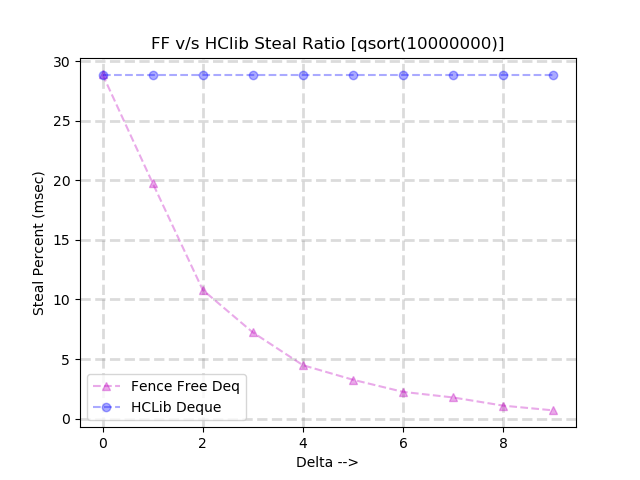 FF v/s HClib Steal Ratio [qsort(10000000)]
30
25
20
15
10
5
0
Steal Percent (msec)
Fence Free Deq
HCLib Deque
0 2 4 6 8
Delta -->